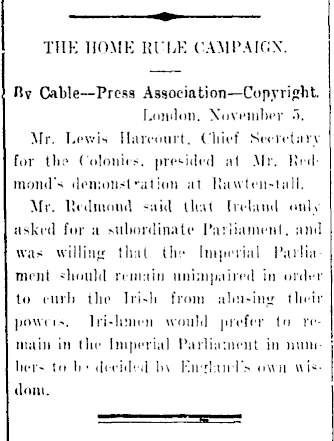 THE HOME RULE CAMPAIGN.
By Cable—Press Association—Copyright.
London, November 5.
Mr. Lewis Harcourt, Chief Secretary
for the Colonies, presided at Mr. Red-
mond's demonstration at Rawtenstall.
Mr. Redmond said that Ireland only
asked for a subordinate Parliament, and
was willing that the Imperial Parlia-
ment should remain unimpaired in order
to curb the Irish from abusing their
powers. Irishmen would prefer to re-
main in the Imperial Parliament in num-
bers to be decided by England's own wis-
dom.